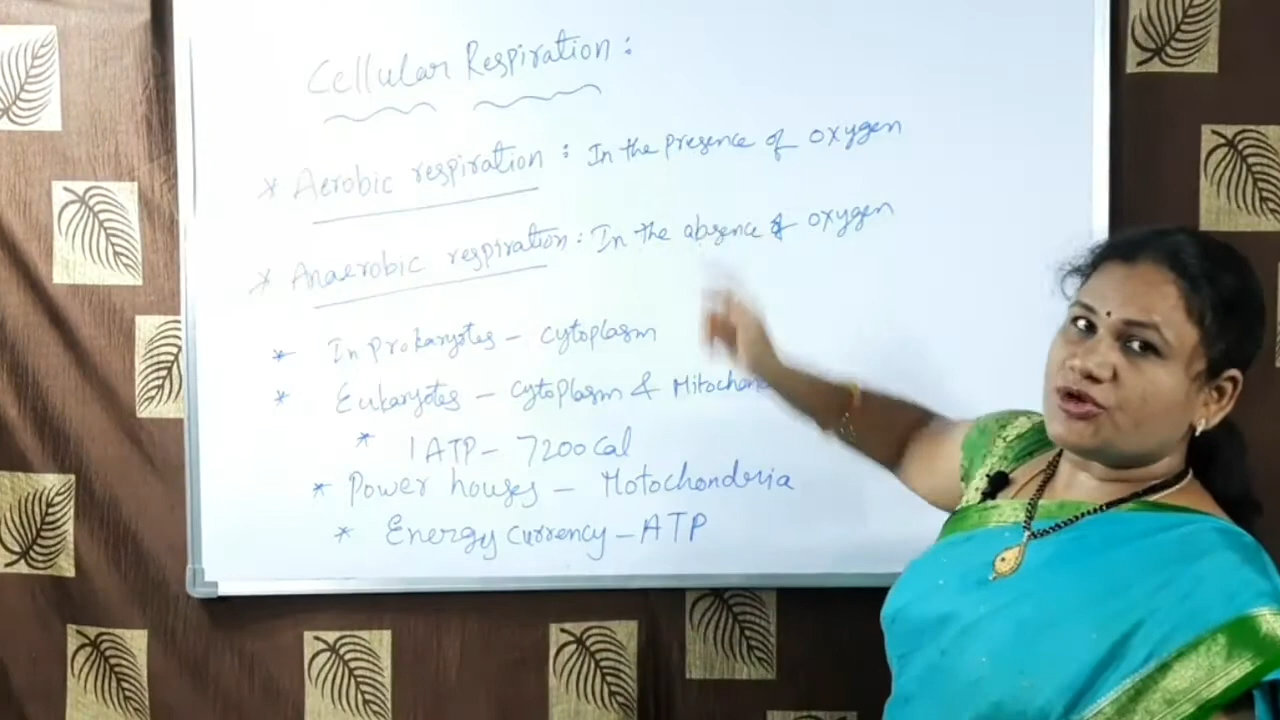 Cellular Respiration :
* Aerobic respiration : In the presence of oxygen
* Anaerobic respiration : In the absence of oxygen
* In Prokaryotes - cytoplasm
* Eukaryotes - cytoplasm & Mitochon
* 1 ATP - 7200 cal
* Power houses - Motochondria
* Energy currency - ATP